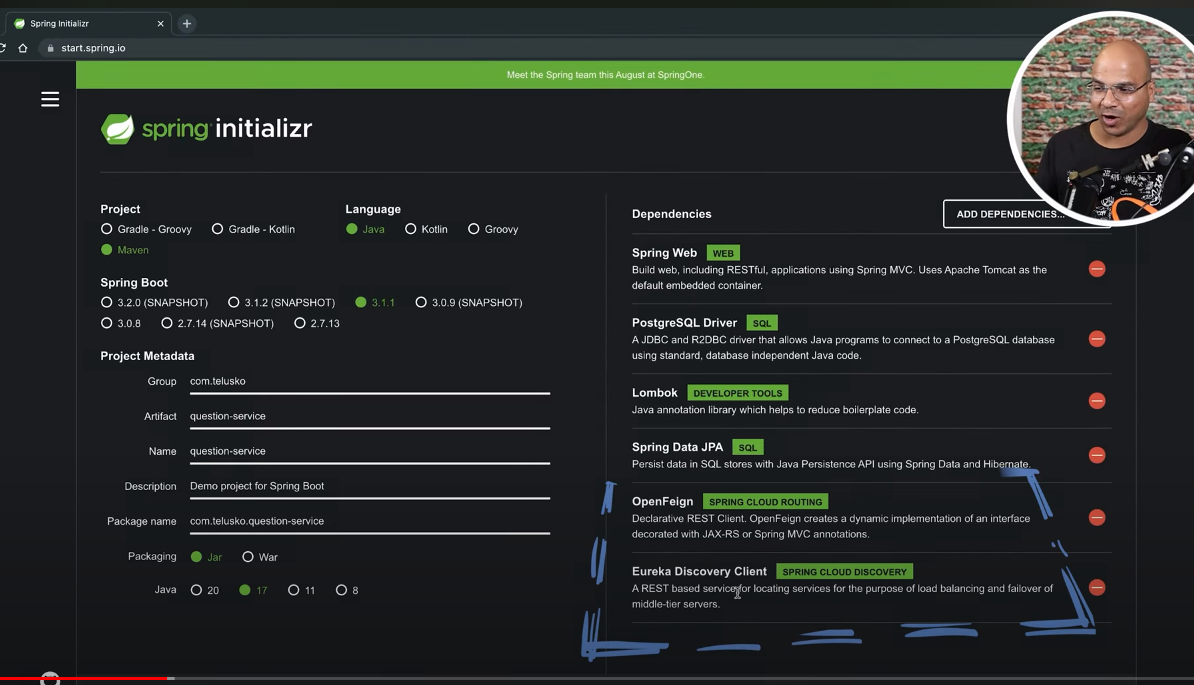 Spring Initializr
start.spring.io
Meet the Spring team this August at SpringOne.
spring initializr
Project
Gradle - Groovy Gradle - Kotlin
Maven
Language
Java Kotlin Groovy
Spring Boot
3.2.0 (SNAPSHOT) 3.1.2 (SNAPSHOT) 3.1.1 3.0.9 (SNAPSHOT)
3.0.8 2.7.14 (SNAPSHOT) 2.7.13
Project Metadata
Group com.telusko
Artifact question-service
Name question-service
Description Demo project for Spring Boot
Package name com.telusko.question-service
Packaging Jar War
Java 20 17 11 8
Dependencies
ADD DEPENDENCIES...
Spring Web WEB
Build web, including RESTful, applications using Spring MVC. Uses Apache Tomcat as the
default embedded container.
PostgreSQL Driver SQL
A JDBC and R2DBC driver that allows Java programs to connect to a PostgreSQL database
using standard, database independent Java code.
Lombok DEVELOPER TOOLS
Java annotation library which helps to reduce boilerplate code.
Spring Data JPA SQL
Persist data in SQL stores with Java Persistence API using Spring Data and Hibernate.
OpenFeign SPRING CLOUD ROUTING
Declarative REST Client. OpenFeign creates a dynamic implementation of an interface
decorated with JAX-RS or Spring MVC annotations.
Eureka Discovery Client SPRING CLOUD DISCOVERY
A REST based service for locating services for the purpose of load balancing and failover of
middle-tier servers.